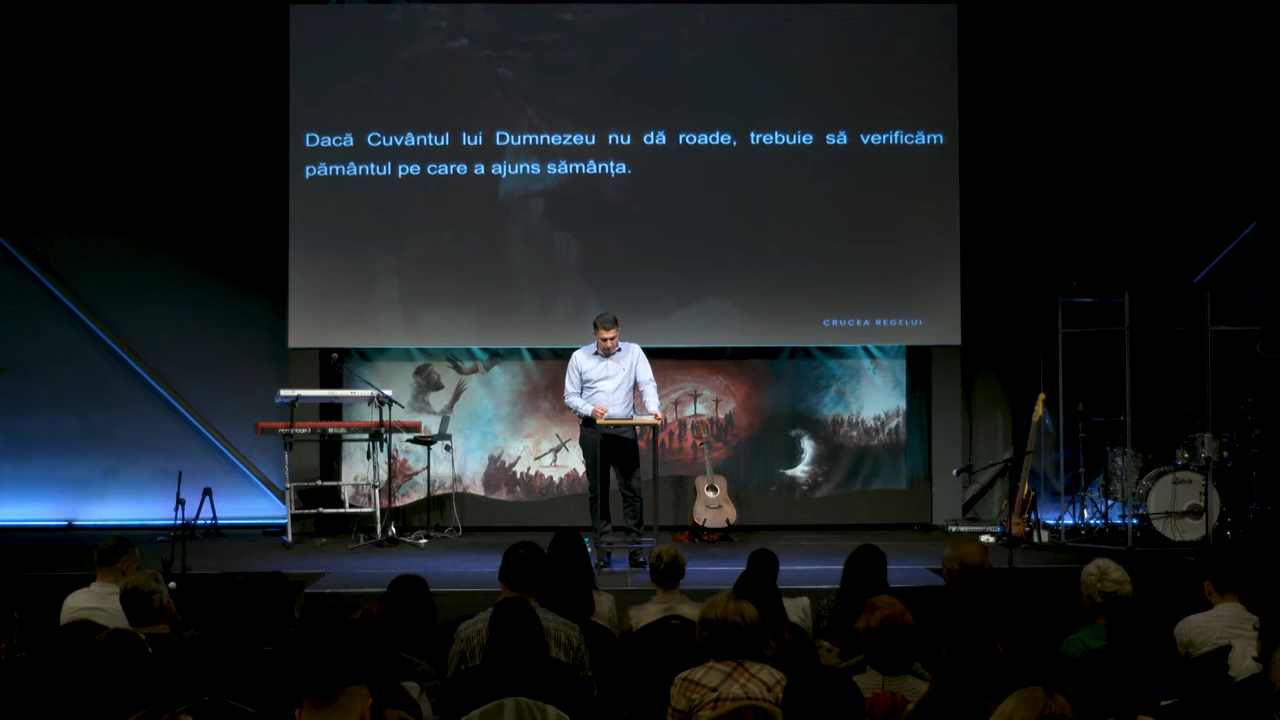 Dacă Cuvântul lui Dumnezeu nu dă roade, trebuie să verificăm
pământul pe care a ajuns sămânța.
CRUCEA REGELUI